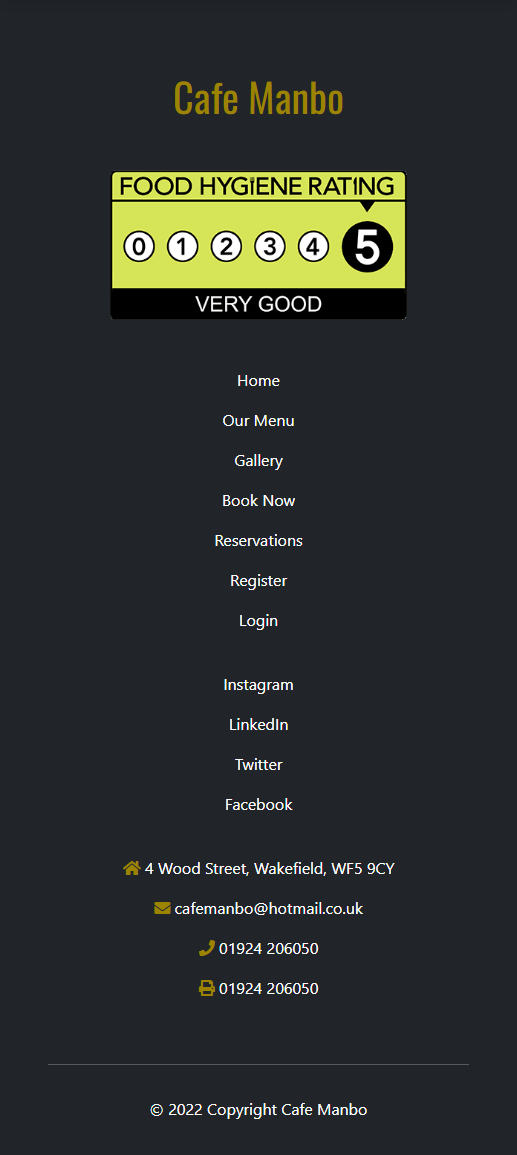 Cafe Manbo
FOOD HYGIENE RATING
0 1 2 3 4 5
VERY GOOD
Home
Our Menu
Gallery
Book Now
Reservations
Register
Login
Instagram
LinkedIn
Twitter
Facebook
4 Wood Street, Wakefield, WF5 9CY
cafemanbo@hotmail.co.uk
01924 206050
01924 206050
© 2022 Copyright Cafe Manbo